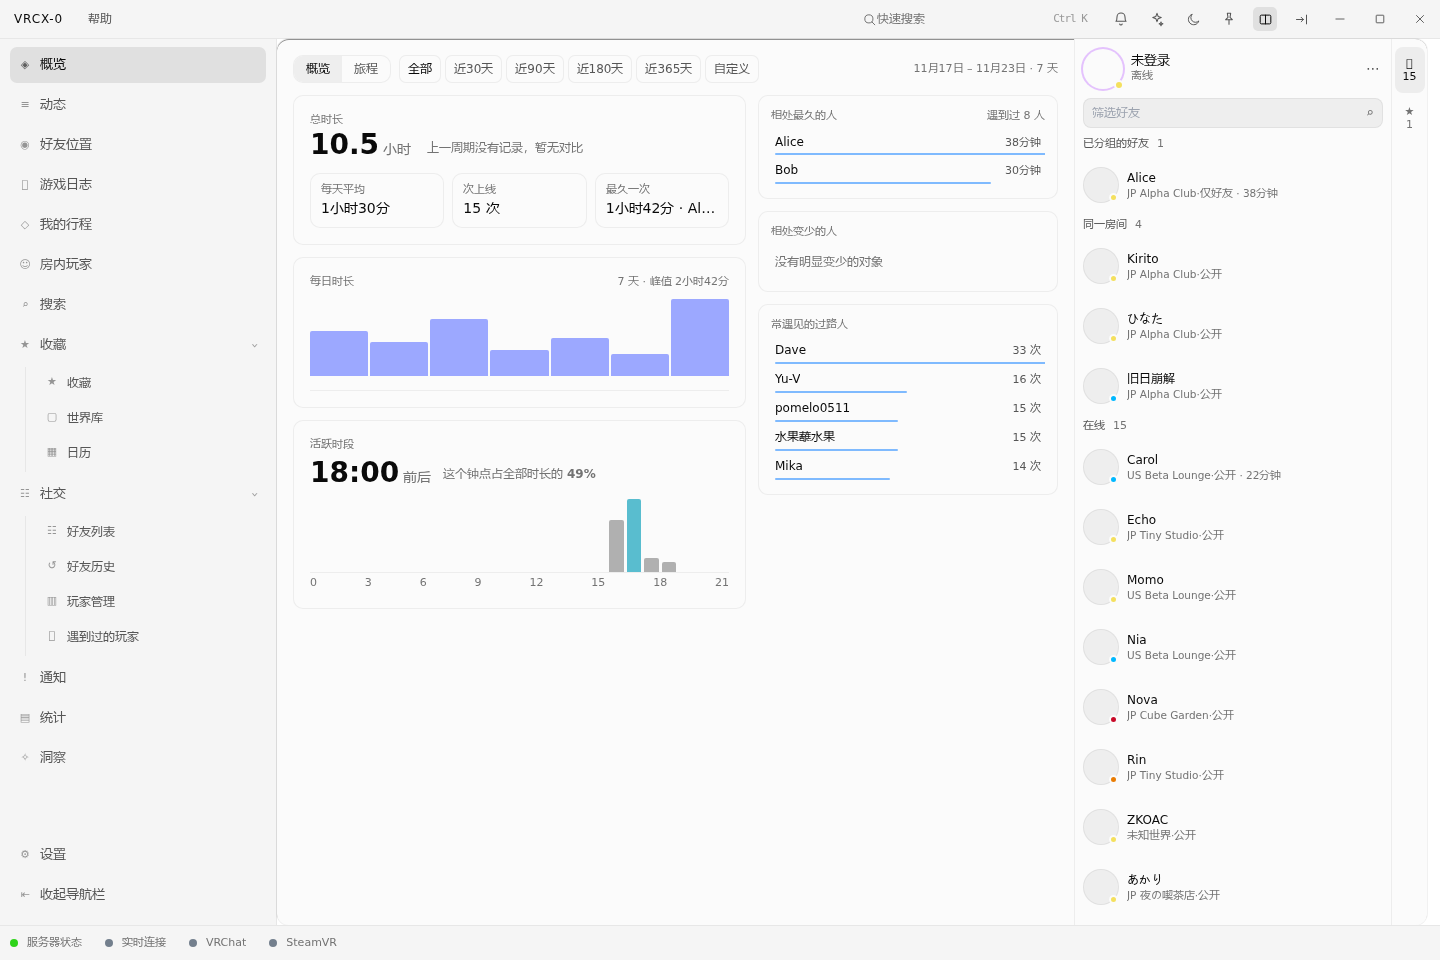 VRCX-0
帮助
快速搜索
Ctrl K
概览
动态
好友位置
游戏日志
我的行程
房内玩家
搜索
收藏
收藏
世界库
日历
社交
好友列表
好友历史
玩家管理
遇到过的玩家
通知
统计
洞察
设置
收起导航栏
概览 旅程 全部 近30天 近90天 近180天 近365天 自定义
11月17日 – 11月23日 · 7 天
总时长
10.5 小时 上一周期没有记录，暂无对比
每天平均
1小时30分
次上线
15 次
最久一次
1小时42分 · Al…
每日时长
7 天 · 峰值 2小时42分
活跃时段
18:00 前后 这个钟点占全部时长的 49%
0 3 6 9 12 15 18 21
相处最久的人 遇到过 8 人
Alice 38分钟
Bob 30分钟
相处变少的人
没有明显变少的对象
常遇见的过路人
Dave 33 次
Yu-V 16 次
pomelo0511 15 次
水果蘸水果 15 次
Mika 14 次
未登录
离线
筛选好友
已分组的好友 1
Alice
JP Alpha Club·仅好友 · 38分钟
同一房间 4
Kirito
JP Alpha Club·公开
ひなた
JP Alpha Club·公开
旧日崩解
JP Alpha Club·公开
在线 15
Carol
US Beta Lounge·公开 · 22分钟
Echo
JP Tiny Studio·公开
Momo
US Beta Lounge·公开
Nia
US Beta Lounge·公开
Nova
JP Cube Garden·公开
Rin
JP Tiny Studio·公开
ZKOAC
未知世界·公开
あかり
JP 夜の喫茶店·公开
15
1
服务器状态 实时连接 VRChat SteamVR